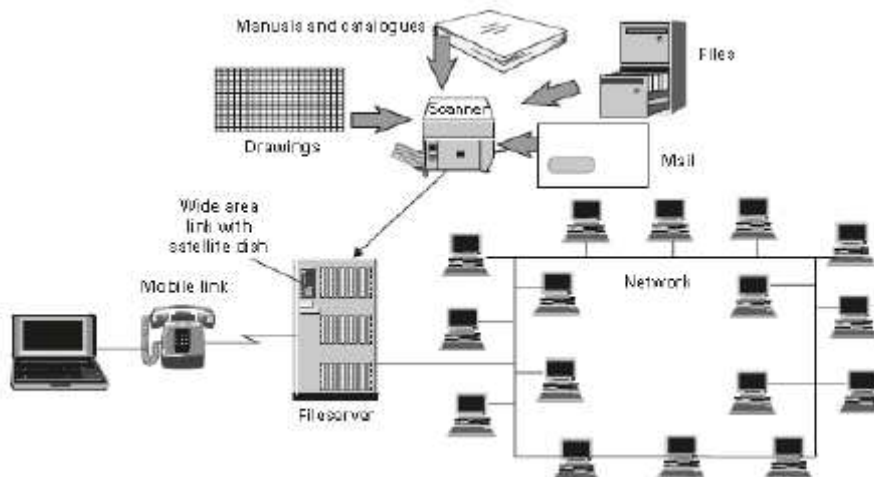 Manuals and catalogues
Files
Scanner
Drawings
Mail
Wide area
link with
satellite dish
Mobile link
Network
Fileserver